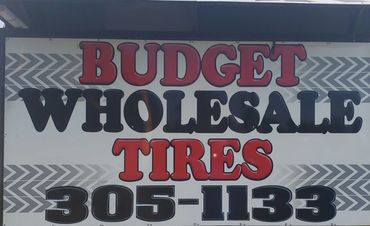 BUDGET
WHOLESALE
TIRES
305-1133